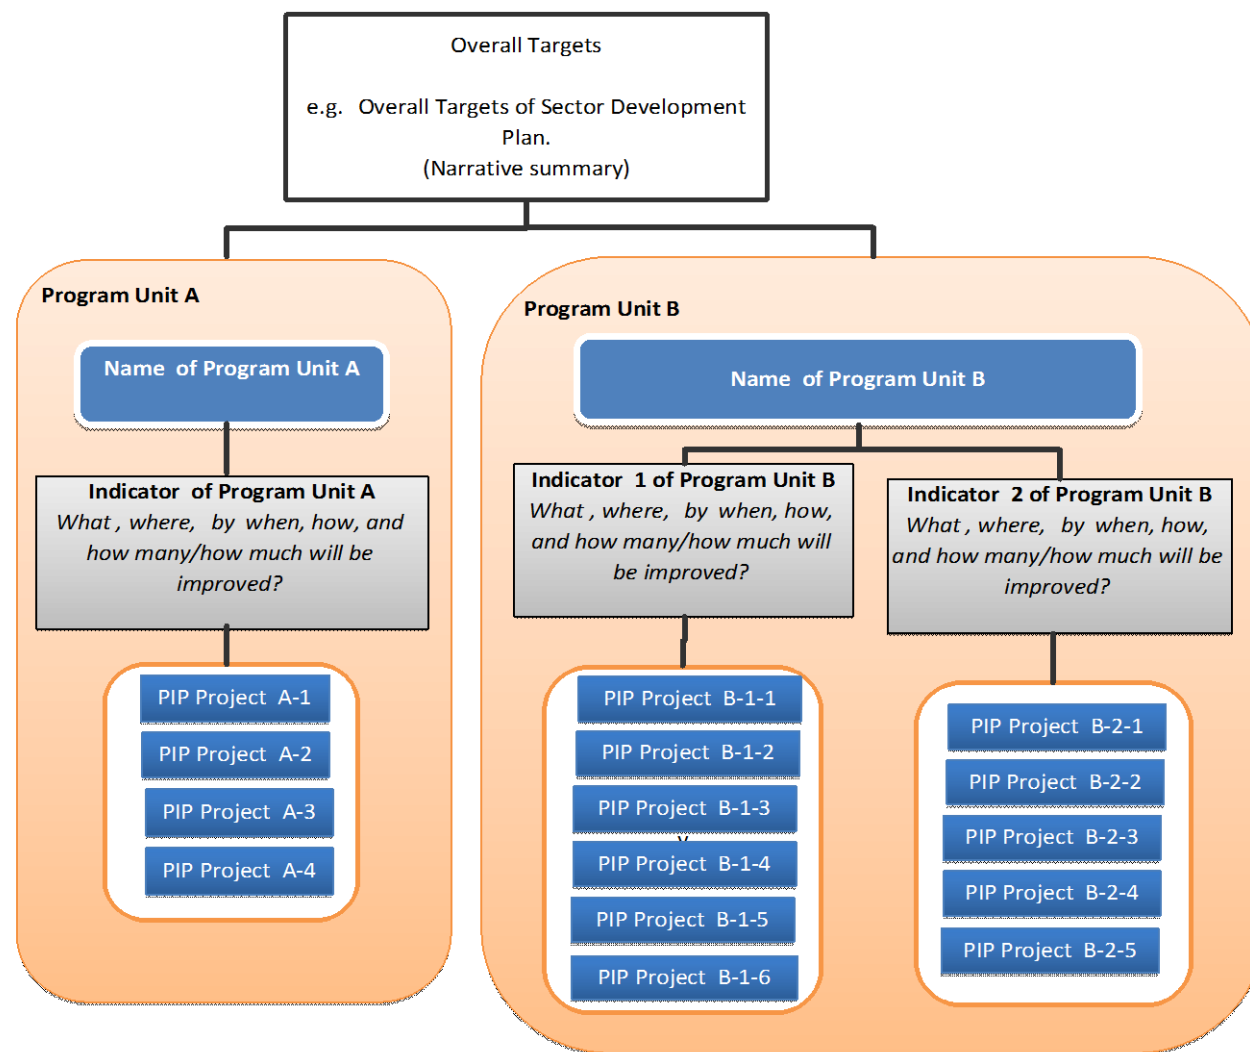 Overall Targets
e.g. Overall Targets of Sector Development
Plan.
(Narrative summary)
Program Unit A
Name of Program Unit A
Indicator of Program Unit A
What , where, by when, how, and
how many/how much will be
improved?
PIP Project A-1
PIP Project A-2
PIP Project A-3
PIP Project A-4
Program Unit B
Name of Program Unit B
Indicator 1 of Program Unit B
What , where, by when, how,
and how many/how much will
be improved?
PIP Project B-1-1
PIP Project B-1-2
PIP Project B-1-3
PIP Project B-1-4
PIP Project B-1-5
PIP Project B-1-6
Indicator 2 of Program Unit B
What , where, by when, how,
and how many/how much will be
improved?
PIP Project B-2-1
PIP Project B-2-2
PIP Project B-2-3
PIP Project B-2-4
PIP Project B-2-5